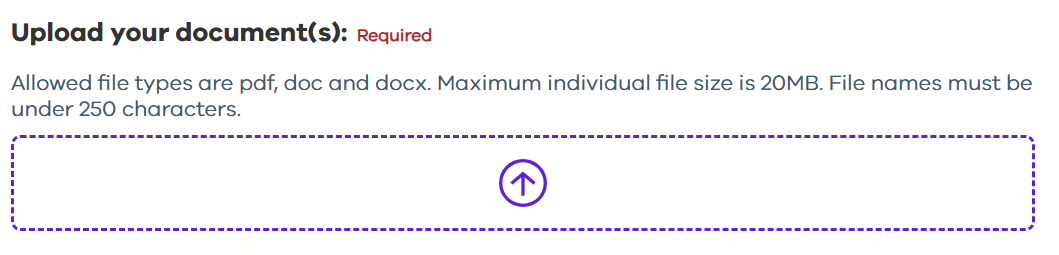 Upload your document(s): Required
Allowed file types are pdf, doc and docx. Maximum individual file size is 20MB. File names must be
under 250 characters.